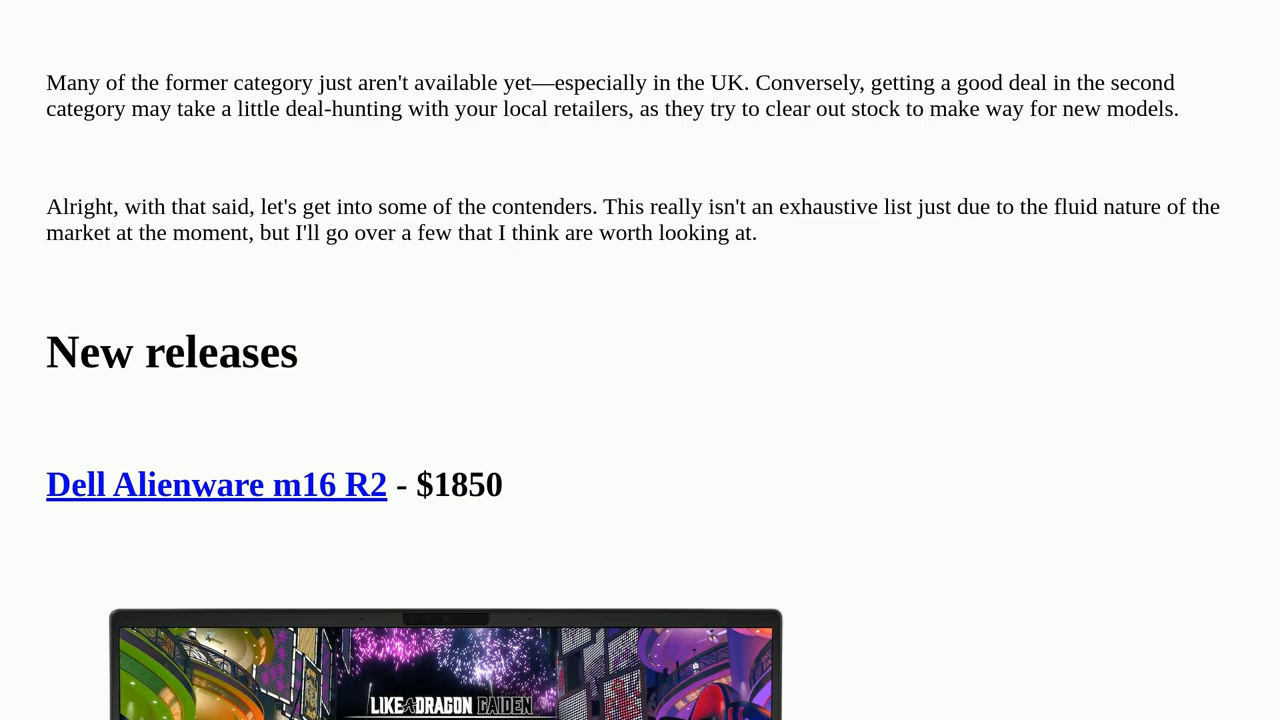 Many of the former category just aren't available yet—especially in the UK. Conversely, getting a good deal in the second
category may take a little deal-hunting with your local retailers, as they try to clear out stock to make way for new models.
Alright, with that said, let's get into some of the contenders. This really isn't an exhaustive list just due to the fluid nature of the
market at the moment, but I'll go over a few that I think are worth looking at.
New releases
Dell Alienware m16 R2 - $1850
LIKE A DRAGON GAIDEN